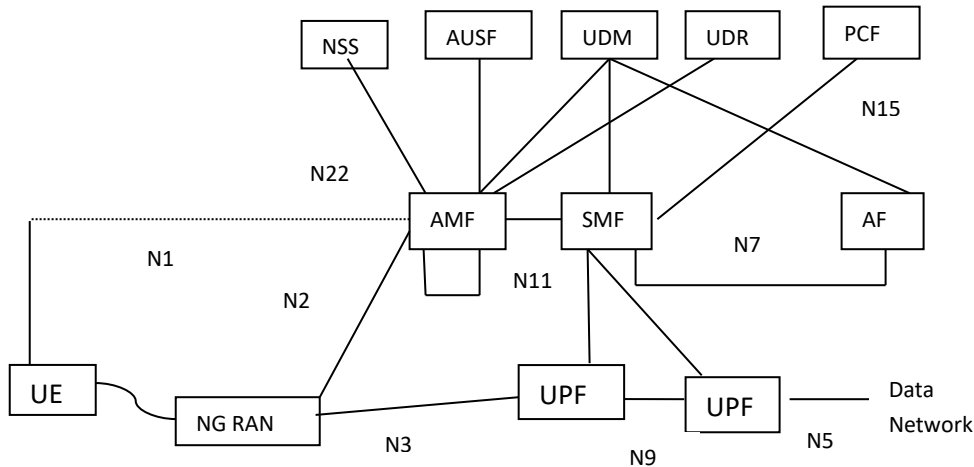 NSS
AUSF
UDM
UDR
PCF
N15
N22
AMF
SMF
AF
N1
N7
N11
N2
UE
UPF
UPF
Data
Network
NG RAN
N3
N9
N5